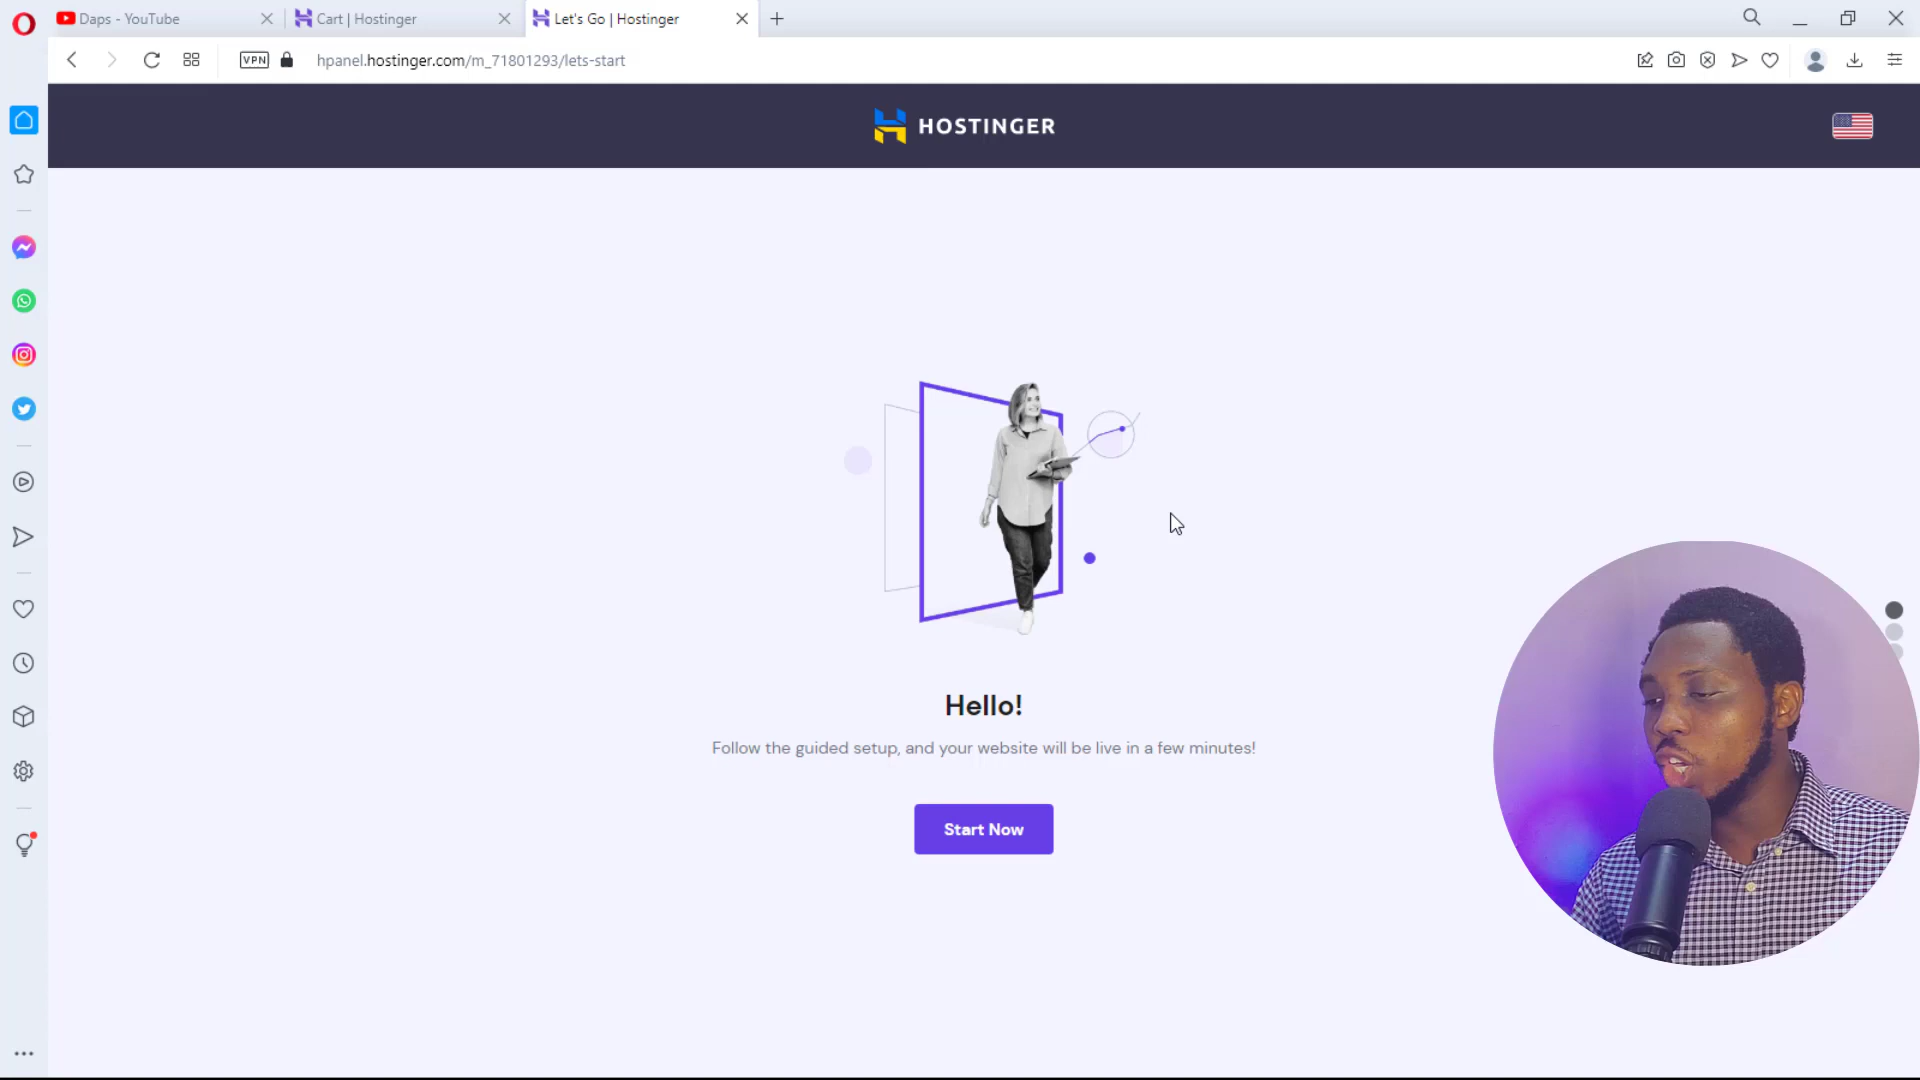 Daps - YouTube
Cart | Hostinger
Let's Go | Hostinger
VPN
hpanel.hostinger.com/m_71801293/lets-start
HOSTINGER
Hello!
Follow the guided setup, and your website will be live in a few minutes!
Start Now